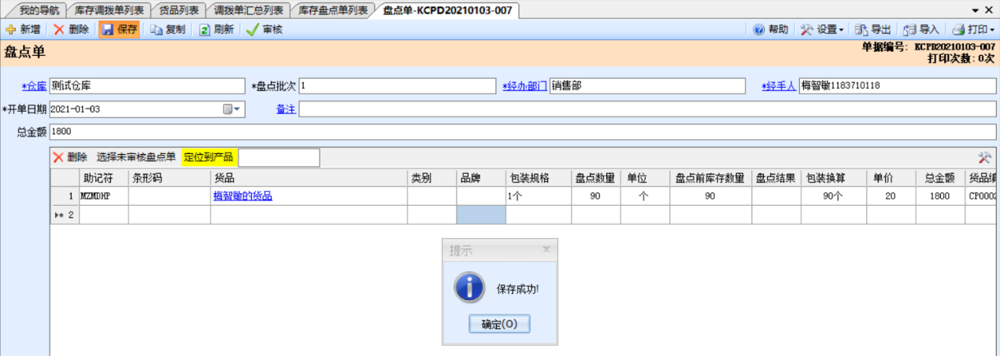 我的导航 库存调拨单列表 货品列表 调拨单汇总列表 库存盘点单列表 盘点单-KCPD20210103-007
新增 删除 保存 复制 刷新 审核 帮助 设置 导出 导入 打印
盘点单
单据编号: KCPD20210103-007
打印次数: 0次
*仓库 测试仓库 *盘点批次 1 *经办部门 销售部 *经手人 梅智敏1183710118
*开单日期 2021-01-03 备注
总金额 1800
删除 选择未审核盘点单 定位到产品
助记符 条形码 货品 类别 品牌 包装规格 盘点数量 单位 盘点前库存数量 盘点结果 包装换算 单价 总金额 货品编
1 MZMDHP 梅智敏的货品 1个 90 个 90 90个 20 1800 CP0002
* 2
提示
保存成功!
确定(O)